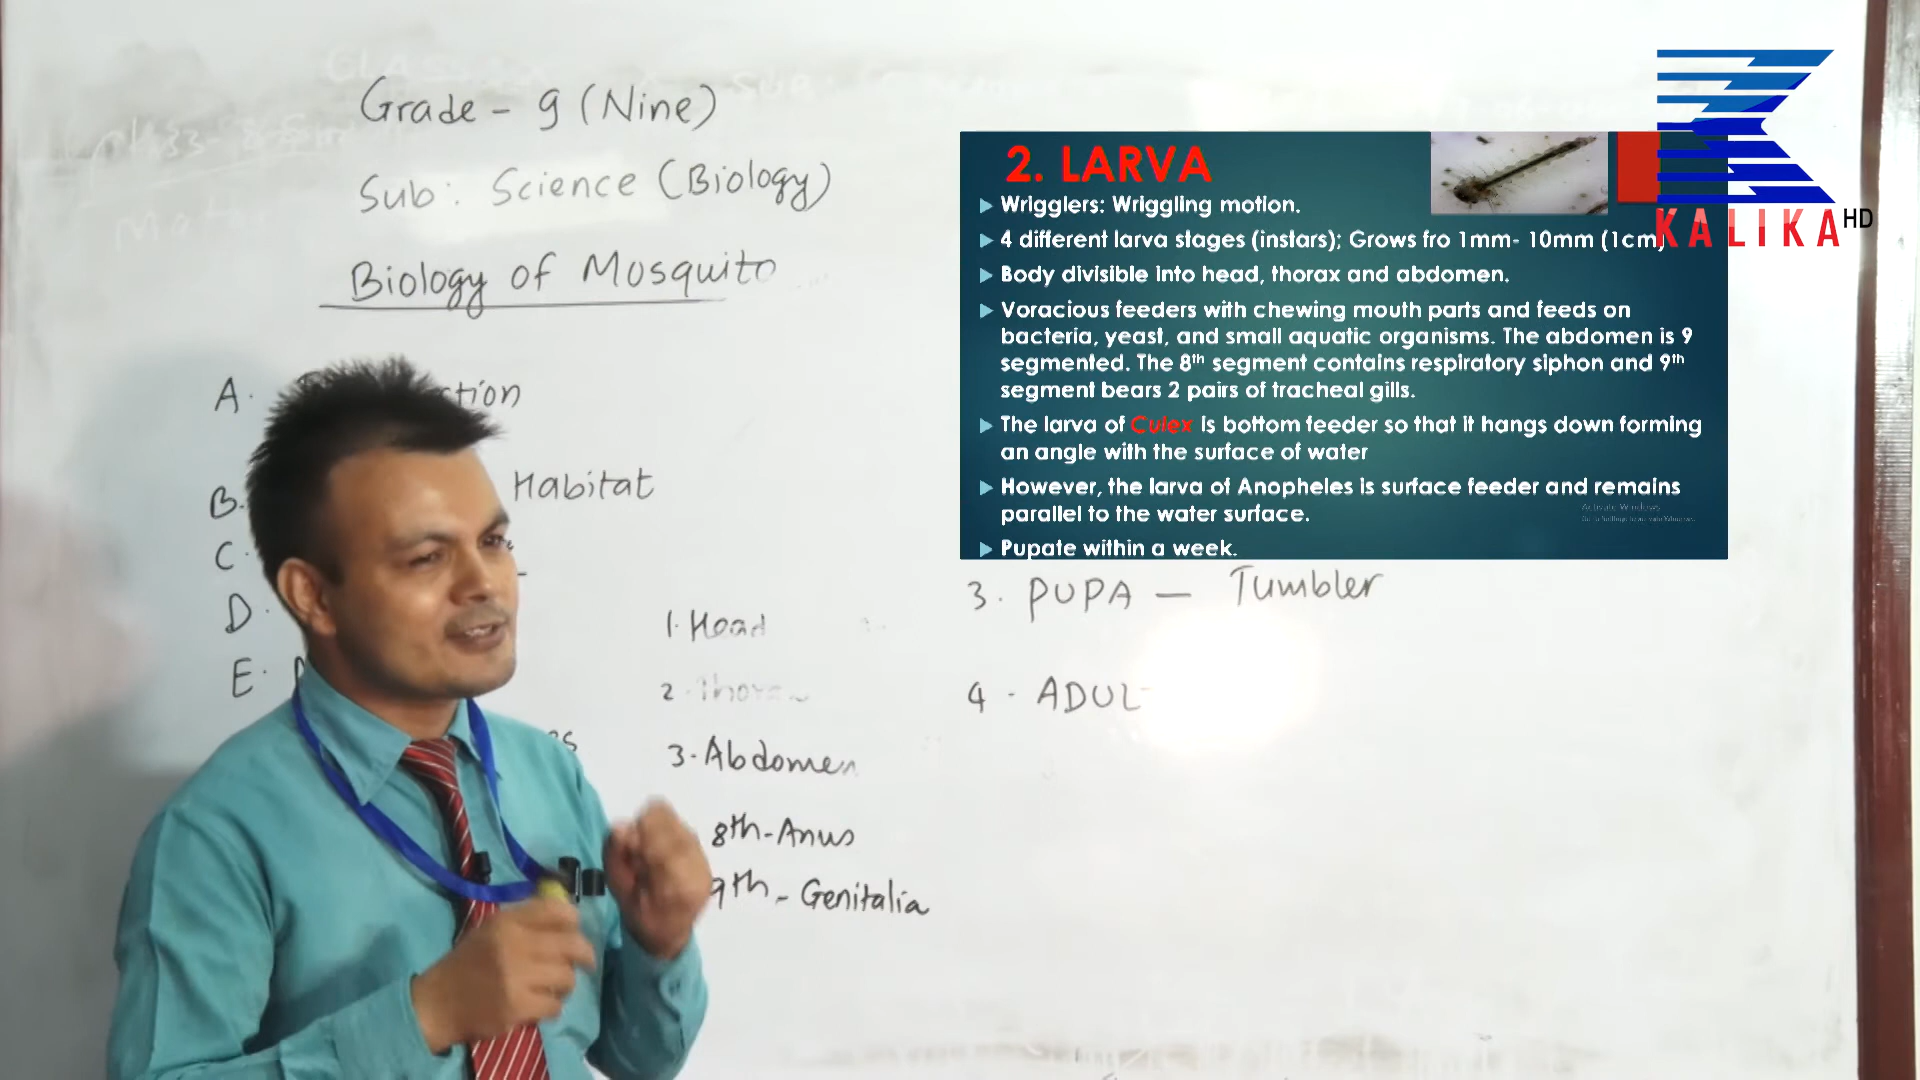 Grade - 9 (Nine)
Sub: Science (Biology)
Biology of Mosquito
A.
B. Habitat
C.
D.
E.
1. Head
2. Thorax
3. Abdomen
8th - Anus
9th - Genitalia
2. LARVA
Wrigglers: Wriggling motion.
4 different larva stages (instars); Grows fro 1mm- 10mm (1cm)
Body divisible into head, thorax and abdomen.
Voracious feeders with chewing mouth parts and feeds on
bacteria, yeast, and small aquatic organisms. The abdomen is 9
segmented. The 8th segment contains respiratory siphon and 9th
segment bears 2 pairs of tracheal gills.
The larva of Culex is bottom feeder so that it hangs down forming
an angle with the surface of water
However, the larva of Anopheles is surface feeder and remains
parallel to the water surface.
Activate Windows
Pupate within a week.
3. PUPA — Tumbler
4. ADUL
KALIKA HD